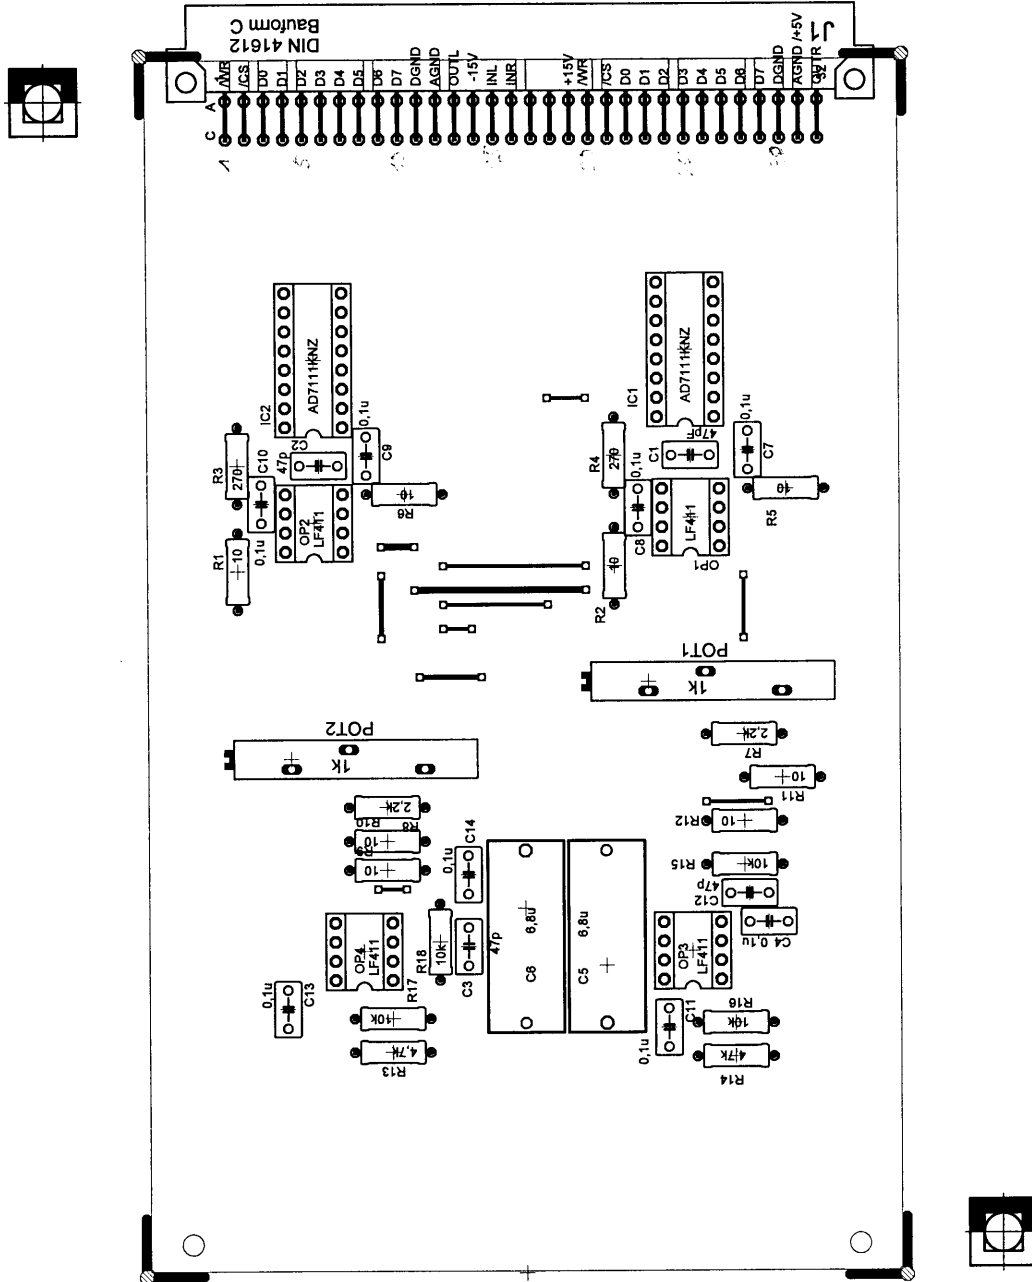 DIN 41612
Bauform C
J1
/WR
/CS
D0
D1
D2
D3
D4
D5
D6
D7
DGND
AGND
OUTL
-15V
INL
INR
+15V
/WR
/CS
D0
D1
D2
D3
D4
D5
D6
D7
DGND
AGND /+5V
OUTR
32
A
C
1
5
10
IC2
AD7111KNZ
IC1
AD7111KNZ
R3
270
C10
0,1u
47p
C2
0,1u
C9
R6
10
OP2
LF411
R1
10
R4
270
0,1u
C8
C1
47pF
0,1u
C7
R5
10
LF411
OP1
R2
10
POT1
1K
POT2
1K
2,2K
R7
10
R11
R12
10
R15
10k
47p
C12
C4
0,1u
OP3
LF411
C11
0,1u
R16
10k
47K
R14
2,2K
R8
R10
10
R9
10
C14
0,1u
OP4
LF411
R18
10k
47p
C3
C6
6,8u
C5
6,8u
0,1u
C13
R17
10k
4,7K
R13